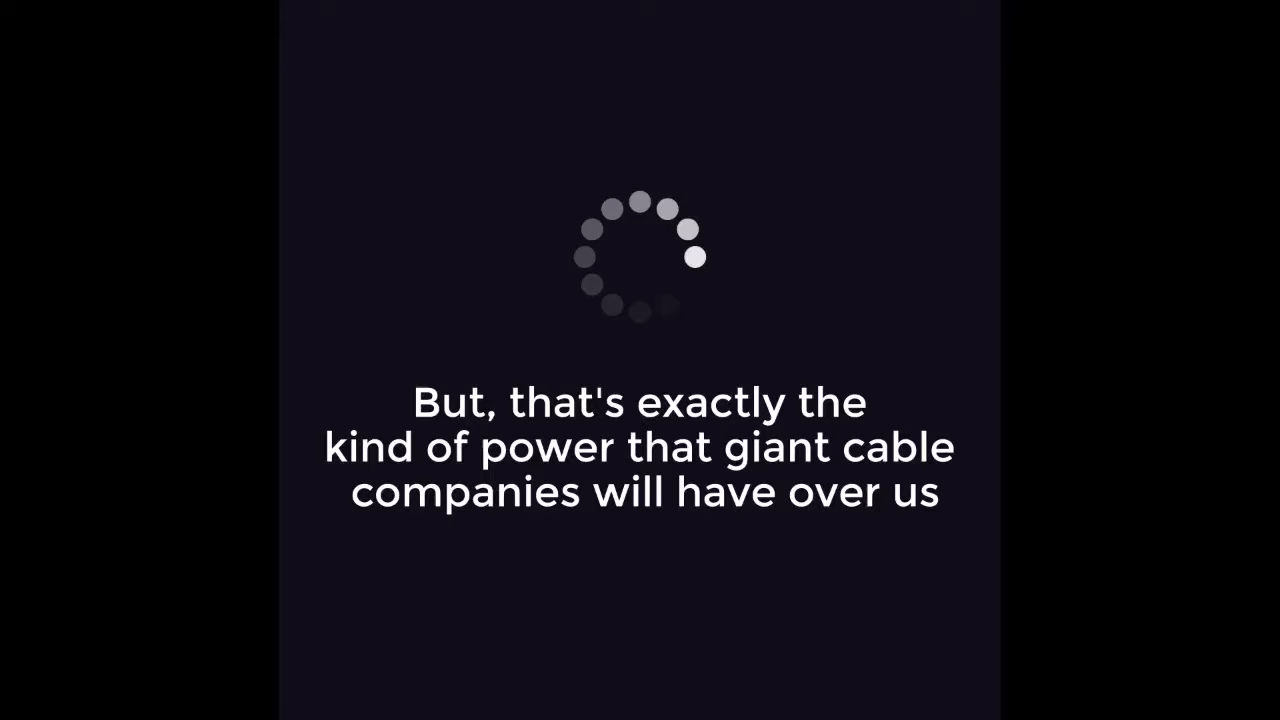 But, that's exactly the
kind of power that giant cable
companies will have over us